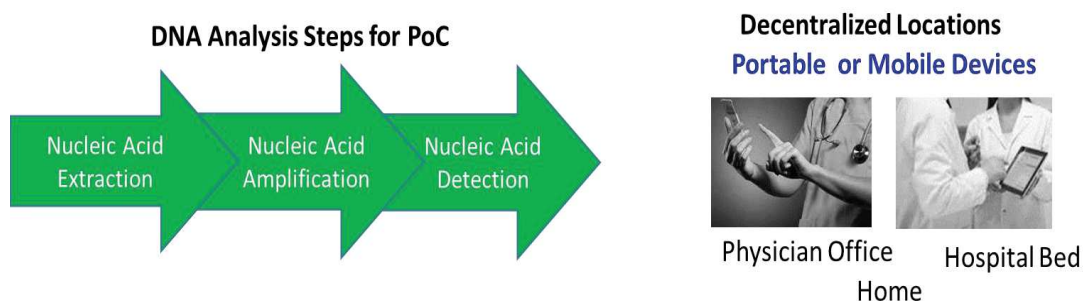 DNA Analysis Steps for PoC
Nucleic Acid
Extraction
Nucleic Acid
Amplification
Nucleic Acid
Detection
Decentralized Locations
Portable or Mobile Devices
Physician Office
Hospital Bed
Home